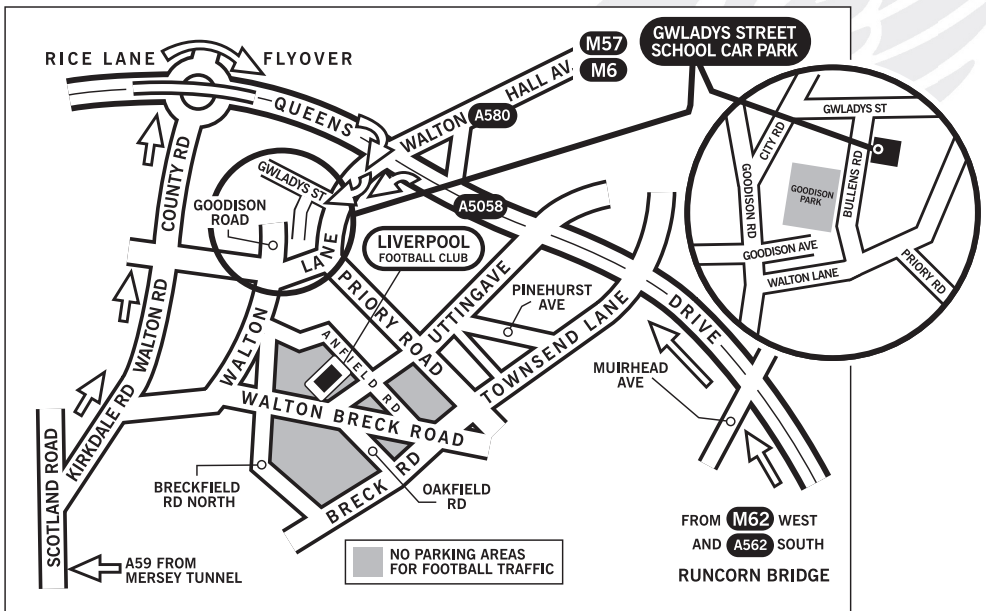 RICE LANE FLYOVER
M57
M6
GWLADYS STREET
SCHOOL CAR PARK
QUEENS
WALTON HALL AV
A580
COUNTY RD
GWLADYS ST
GOODISON
ROAD
A5058
LIVERPOOL
FOOTBALL CLUB
LANE
PRIORY ROAD
UTTINGAVE
PINEHURST
AVE
DRIVE
WALTON RD
WALTON
ANFIELD RD
TOWNSEND LANE
MUIRHEAD
AVE
KIRKDALE RD
WALTON BRECK ROAD
SCOTLAND ROAD
BRECKFIELD
RD NORTH
BRECK RD
OAKFIELD
RD
A59 FROM
MERSEY TUNNEL
NO PARKING AREAS
FOR FOOTBALL TRAFFIC
FROM M62 WEST
AND A562 SOUTH
RUNCORN BRIDGE
GWLADYS ST
CITY RD
GOODISON RD
GOODISON
PARK
BULLENS RD
GOODISON AVE
WALTON LANE
PRIORY RD